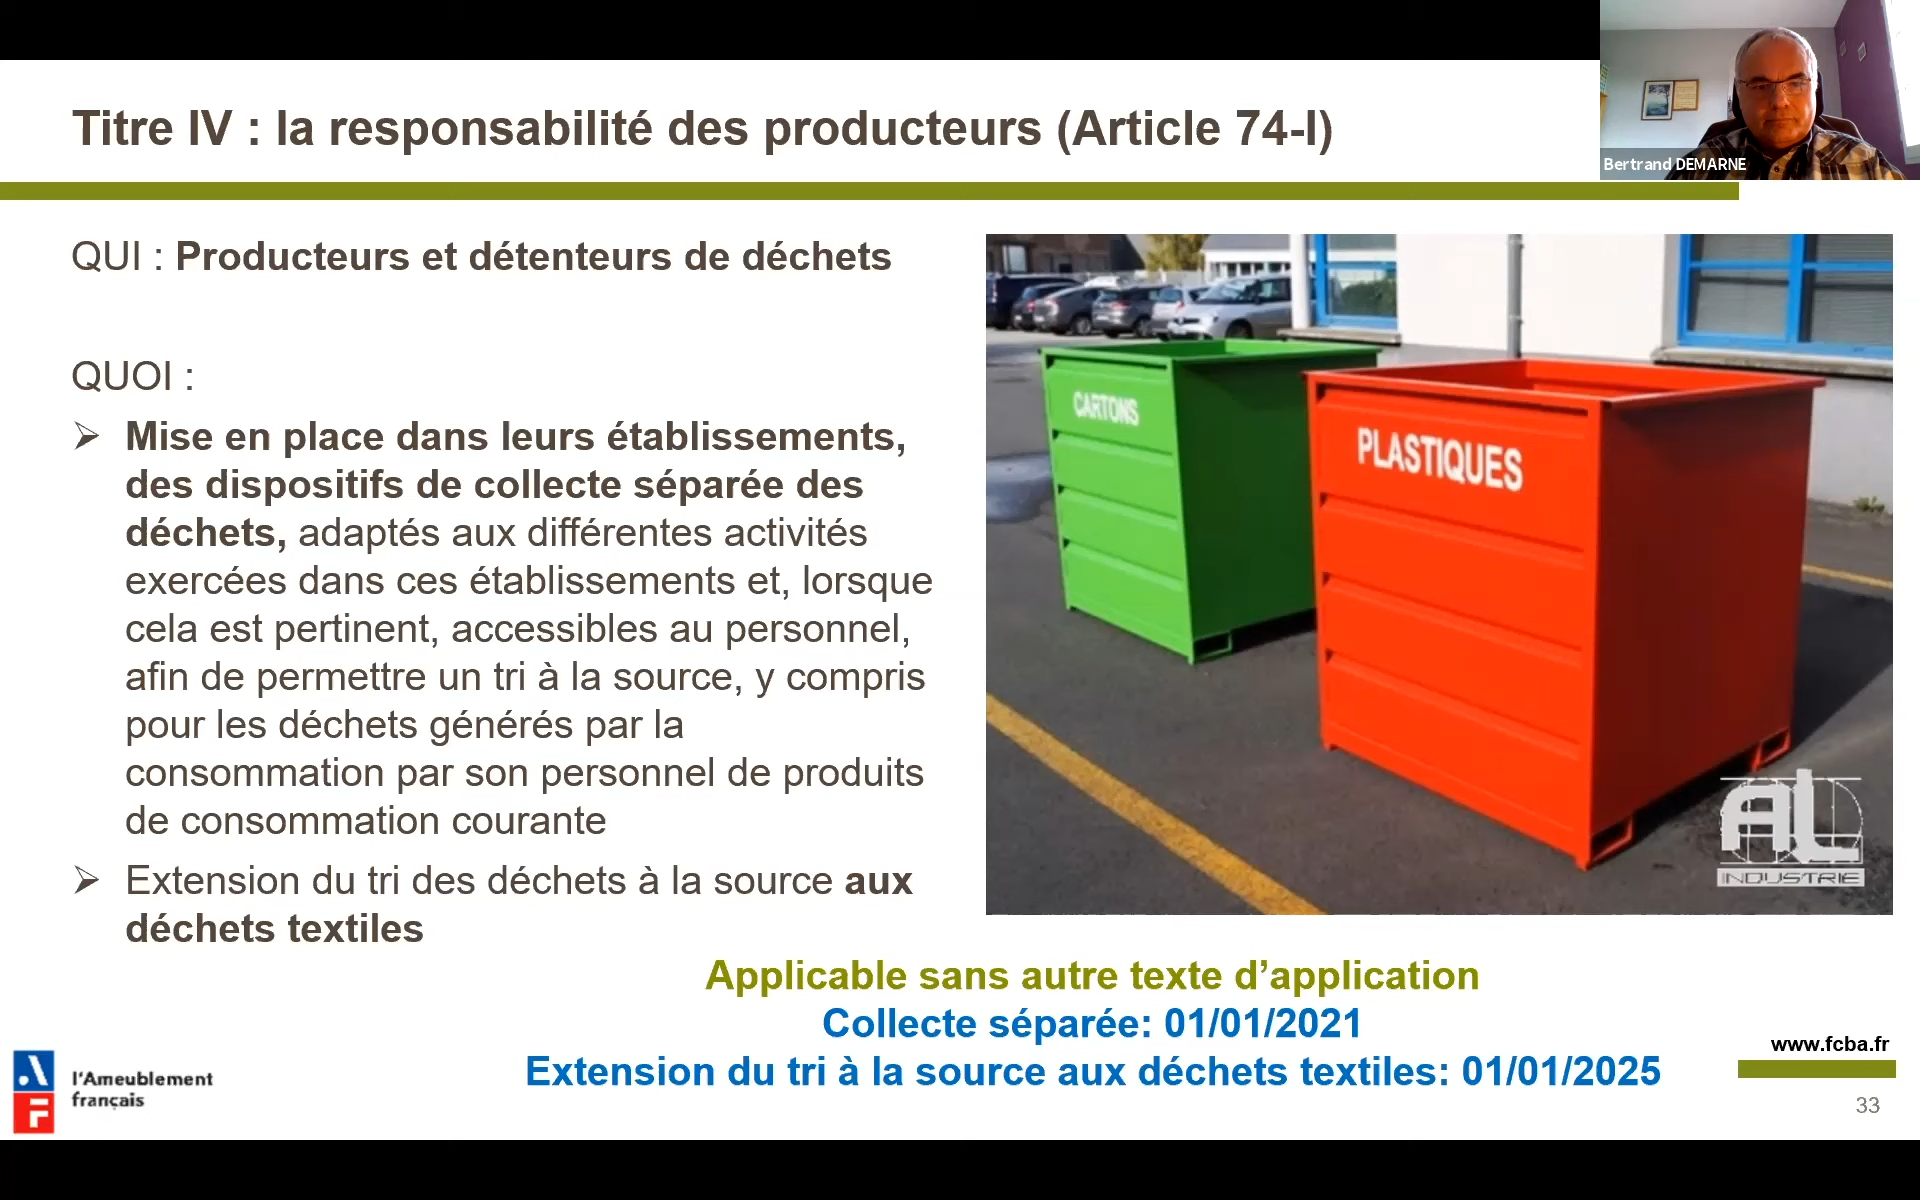 Titre IV : la responsabilité des producteurs (Article 74-I)
Bertrand DEMARNE
QUI : Producteurs et détenteurs de déchets
QUOI :
➢ Mise en place dans leurs établissements,
des dispositifs de collecte séparée des
déchets, adaptés aux différentes activités
exercées dans ces établissements et, lorsque
cela est pertinent, accessibles au personnel,
afin de permettre un tri à la source, y compris
pour les déchets générés par la
consommation par son personnel de produits
de consommation courante
➢ Extension du tri des déchets à la source aux
déchets textiles
CARTONS
PLASTIQUES
AL
INDUSTRIE
Applicable sans autre texte d’application
Collecte séparée: 01/01/2021
Extension du tri à la source aux déchets textiles: 01/01/2025
AF
l'Ameublement
français
www.fcba.fr
33